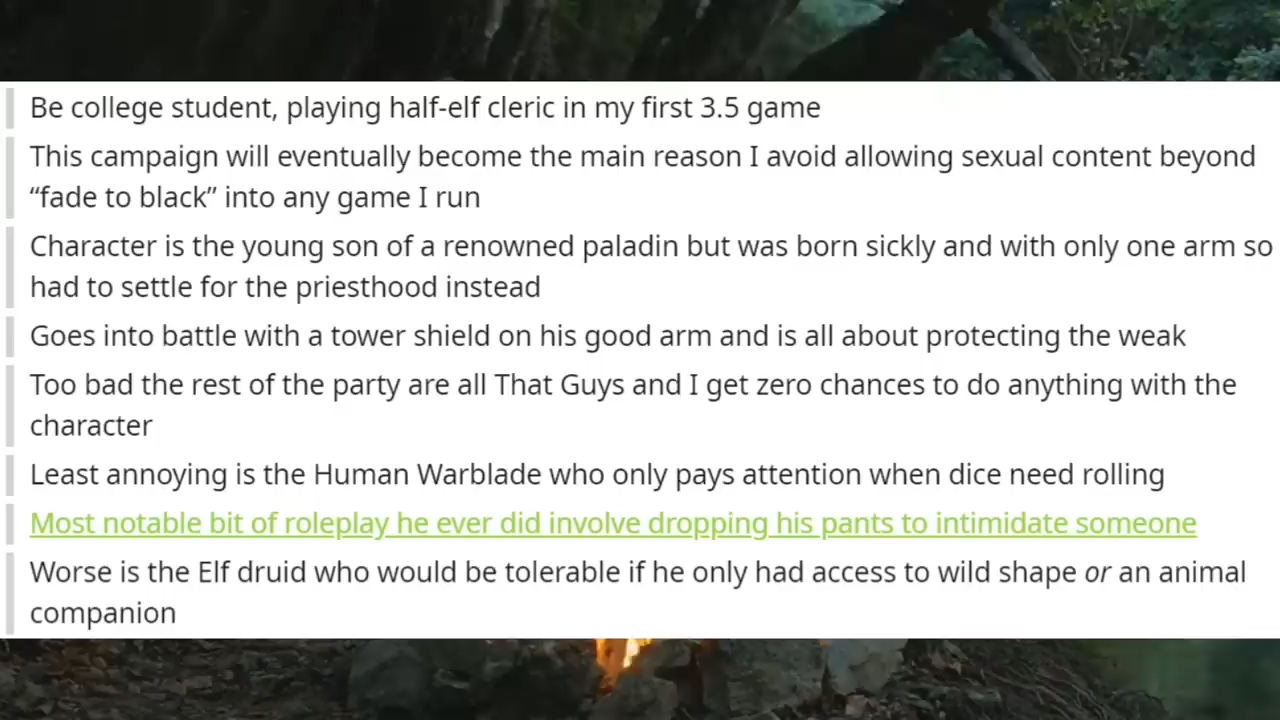 Be college student, playing half-elf cleric in my first 3.5 game
This campaign will eventually become the main reason I avoid allowing sexual content beyond
“fade to black” into any game I run
Character is the young son of a renowned paladin but was born sickly and with only one arm so
had to settle for the priesthood instead
Goes into battle with a tower shield on his good arm and is all about protecting the weak
Too bad the rest of the party are all That Guys and I get zero chances to do anything with the
character
Least annoying is the Human Warblade who only pays attention when dice need rolling
Most notable bit of roleplay he ever did involve dropping his pants to intimidate someone
Worse is the Elf druid who would be tolerable if he only had access to wild shape or an animal
companion